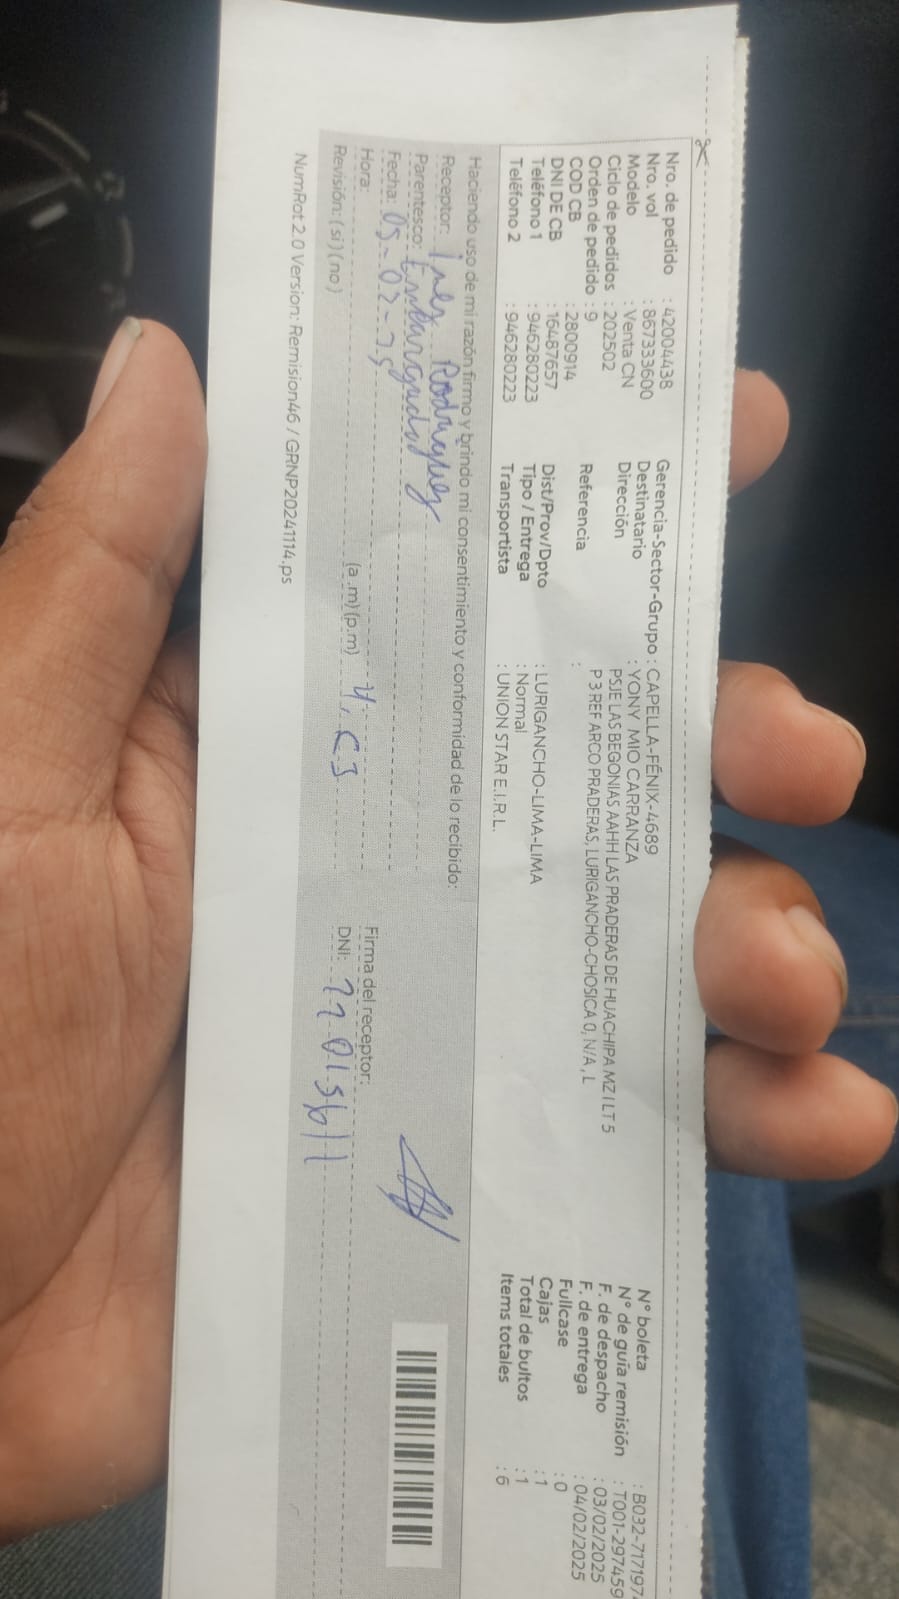 Nro. de pedido : 42004438
Nro. vol : 867333600
Modelo : Venta CN
Ciclo de pedidos : 202502
Orden de pedido : 9
COD CB : 2800914
DNI DE CB : 16487657
Teléfono 1 : 946280223
Teléfono 2 : 946280223
Gerencia-Sector-Grupo : CAPELLA-FÉNIX-4689
Destinatario : YONY MIO CARRANZA
Dirección PSJE LAS BEGONIAS AAHH LAS PRADERAS DE HUACHIPA MZ I LT 5
P 3 REF ARCO PRADERAS, LURIGANCHO-CHOSICA 0, N/A , L
Referencia :
Dist/Prov/Dpto : LURIGANCHO-LIMA-LIMA
Tipo / Entrega : Normal
Transportista : UNION STAR E.I.R.L.
N° boleta : B032-717197
N° de guía remisión : T001-297459
F. de despacho : 03/02/2025
F. de entrega : 04/02/2025
Fullcase : 0
Cajas : 1
Total de bultos : 1
Items totales : 6
Haciendo uso de mi razón firmo y brindo mi consentimiento y conformidad de lo recibido:
Receptor: Ines Rodriguez
Parentesco:
Fecha: 05-02-25
Hora: (a .m) (p.m)
Revisión: ( si ) ( no )
Firma del receptor:
DNI:
NumRot 2.0 Version: Remision46 / GRNP20241114.ps